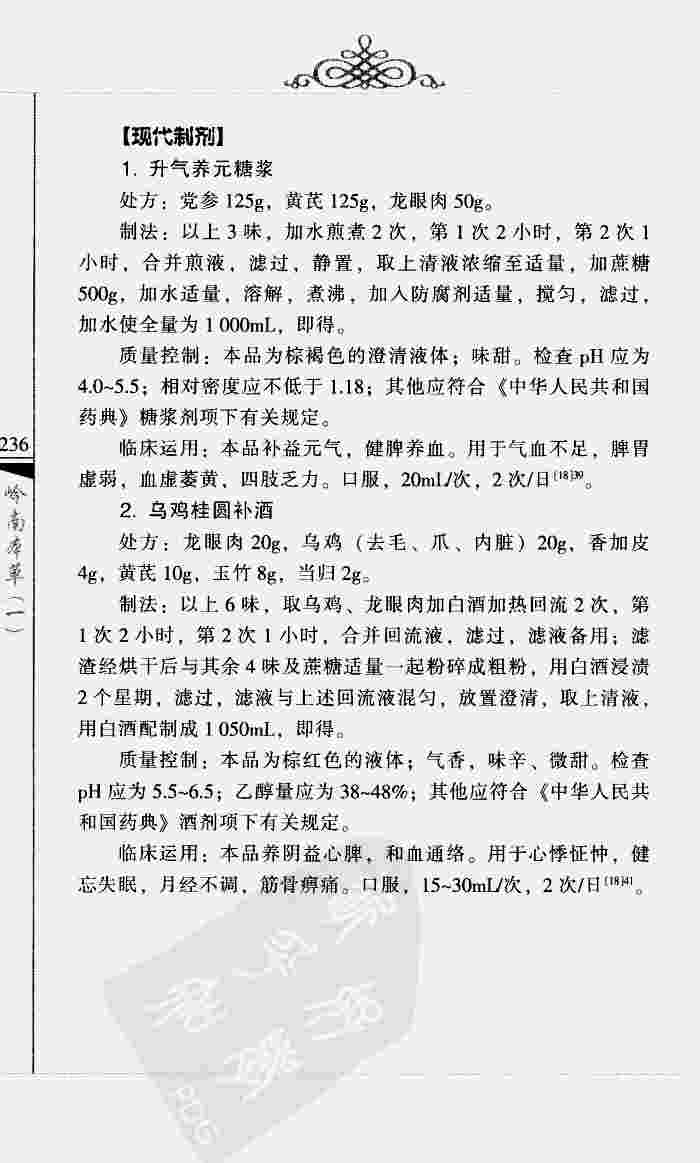 【现代制剂】
1. 升气养元糖浆
处方：党参 125g，黄芪 125g，龙眼肉 50g。
制法：以上 3 味，加水煎煮 2 次，第 1 次 2 小时，第 2 次 1
小时，合并煎液，滤过，静置，取上清液浓缩至适量，加蔗糖
500g，加水适量，溶解，煮沸，加入防腐剂适量，搅匀，滤过，
加水使全量为 1 000mL，即得。
质量控制：本品为棕褐色的澄清液体；味甜。检查 pH 应为
4.0~5.5；相对密度应不低于 1.18；其他应符合《中华人民共和国
药典》糖浆剂项下有关规定。
临床运用：本品补益元气，健脾养血。用于气血不足，脾胃
虚弱，血虚萎黄，四肢乏力。口服，20mL/次，2 次/日[18]39。
2. 乌鸡桂圆补酒
处方：龙眼肉 20g，乌鸡（去毛、爪、内脏）20g，香加皮
4g，黄芪 10g，玉竹 8g，当归 2g。
制法：以上 6 味，取乌鸡、龙眼肉加白酒加热回流 2 次，第
1 次 2 小时，第 2 次 1 小时，合并回流液，滤过，滤液备用；滤
渣经烘干后与其余 4 味及蔗糖适量一起粉碎成粗粉，用白酒浸渍
2 个星期，滤过，滤液与上述回流液混匀，放置澄清，取上清液，
用白酒配制成 1 050mL，即得。
质量控制：本品为棕红色的液体；气香，味辛、微甜。检查
pH 应为 5.5~6.5；乙醇量应为 38~48%；其他应符合《中华人民共
和国药典》酒剂项下有关规定。
临床运用：本品养阴益心脾，和血通络。用于心悸怔忡，健
忘失眠，月经不调，筋骨痹痛。口服，15~30mL/次，2 次/日[18]41。
236
岭南本草（一）
PDG